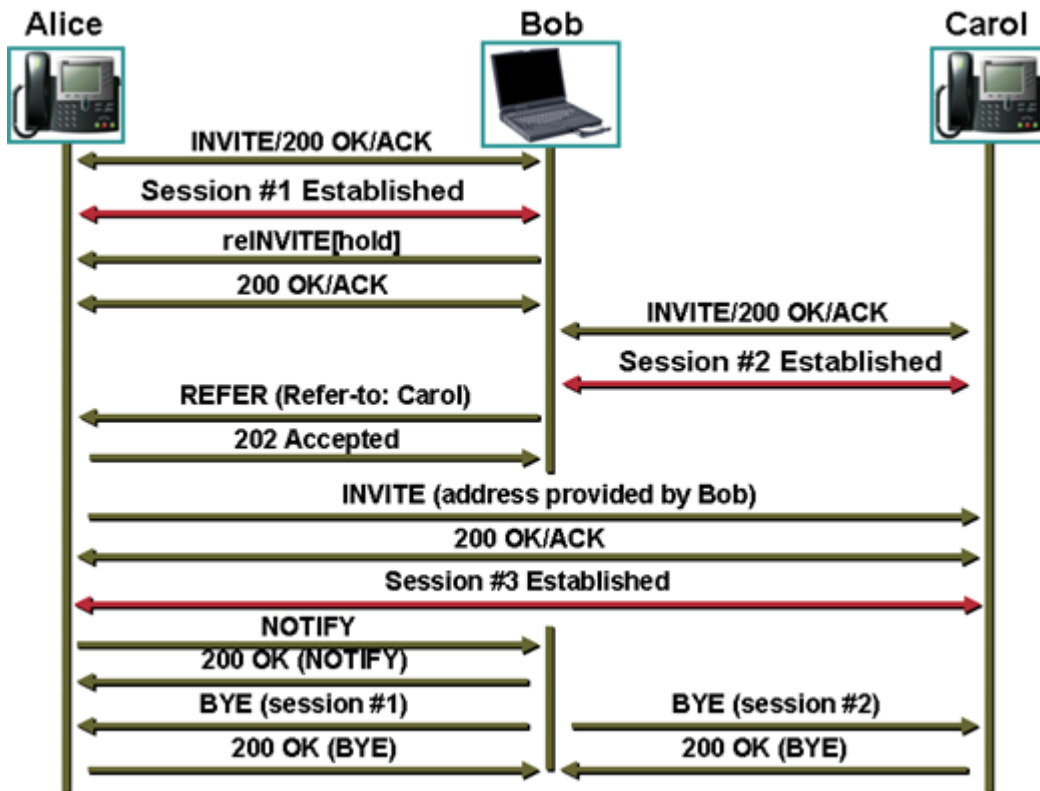 Alice
Bob
Carol
INVITE/200 OK/ACK
Session #1 Established
reINVITE[hold]
200 OK/ACK
INVITE/200 OK/ACK
Session #2 Established
REFER (Refer-to: Carol)
202 Accepted
INVITE (address provided by Bob)
200 OK/ACK
Session #3 Established
NOTIFY
200 OK (NOTIFY)
BYE (session #1)
BYE (session #2)
200 OK (BYE)
200 OK (BYE)